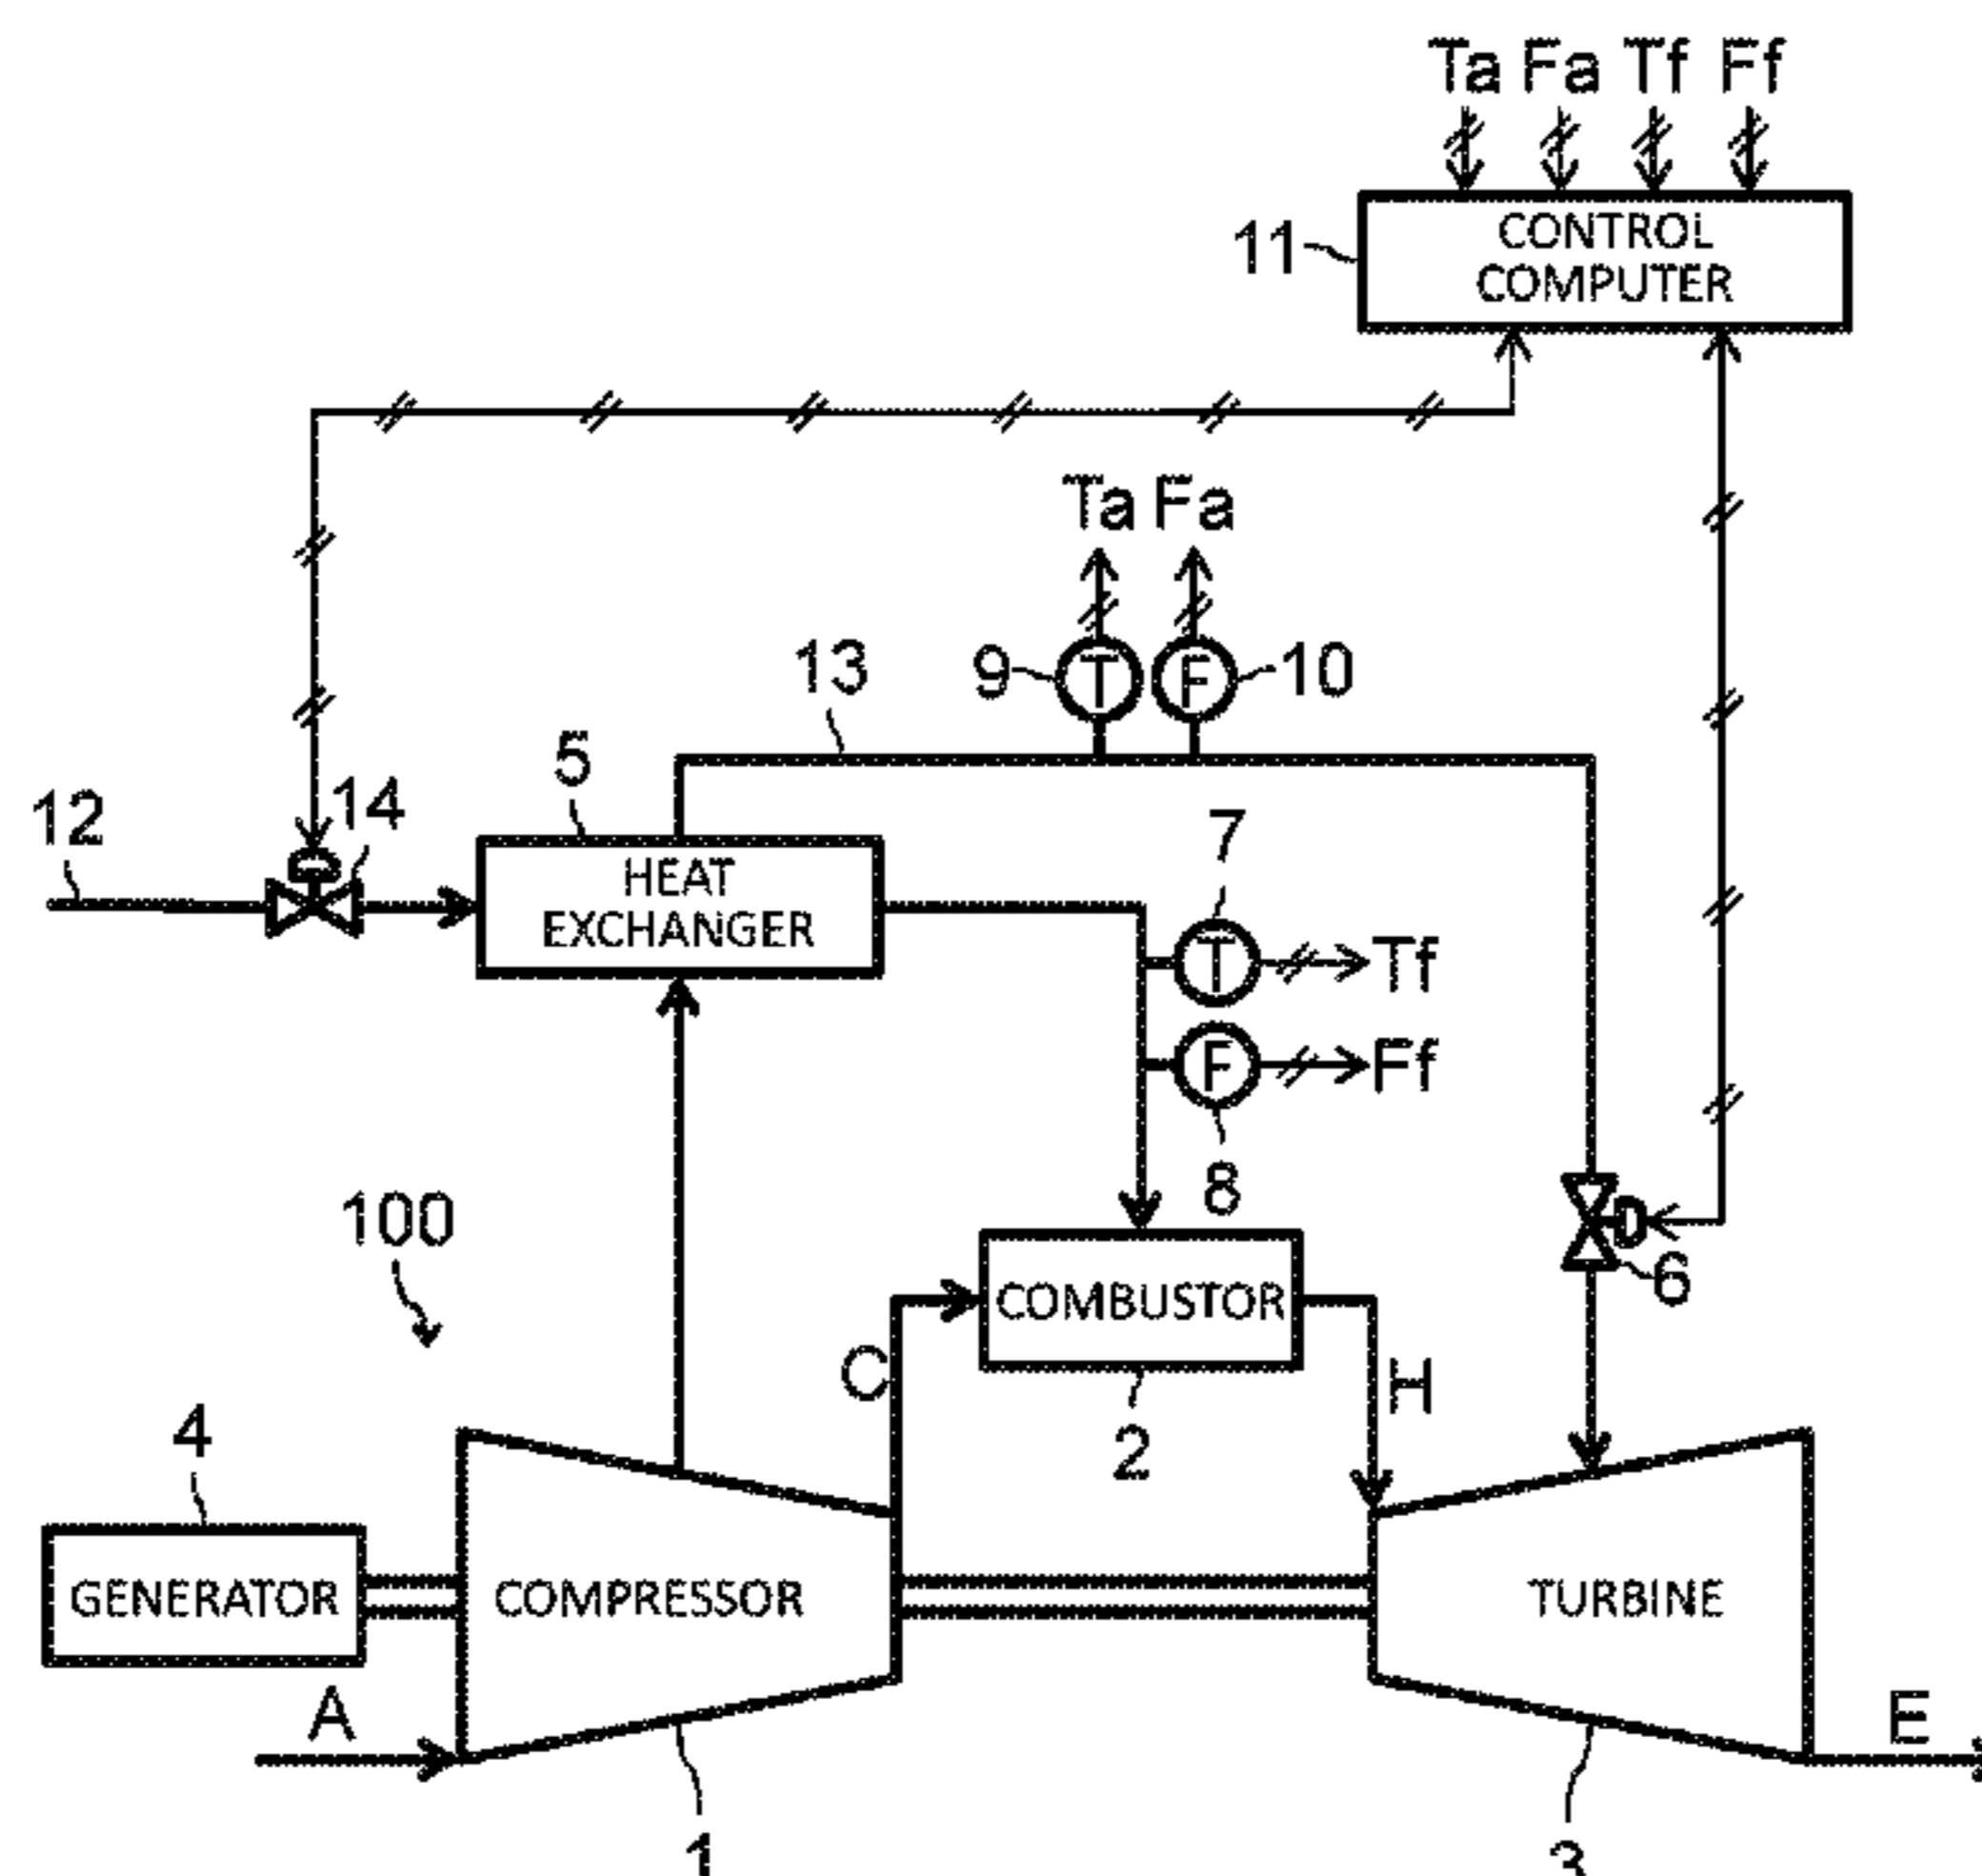 Ta Fa Tf Ff
11
CONTROL
COMPUTER
Ta Fa
9
T
F
10
13
5
14
12
HEAT
EXCHANGER
7
T
Tf
F
Ff
8
100
6
COMBUSTOR
C
H
2
4
GENERATOR
COMPRESSOR
TURBINE
A
E
1
3